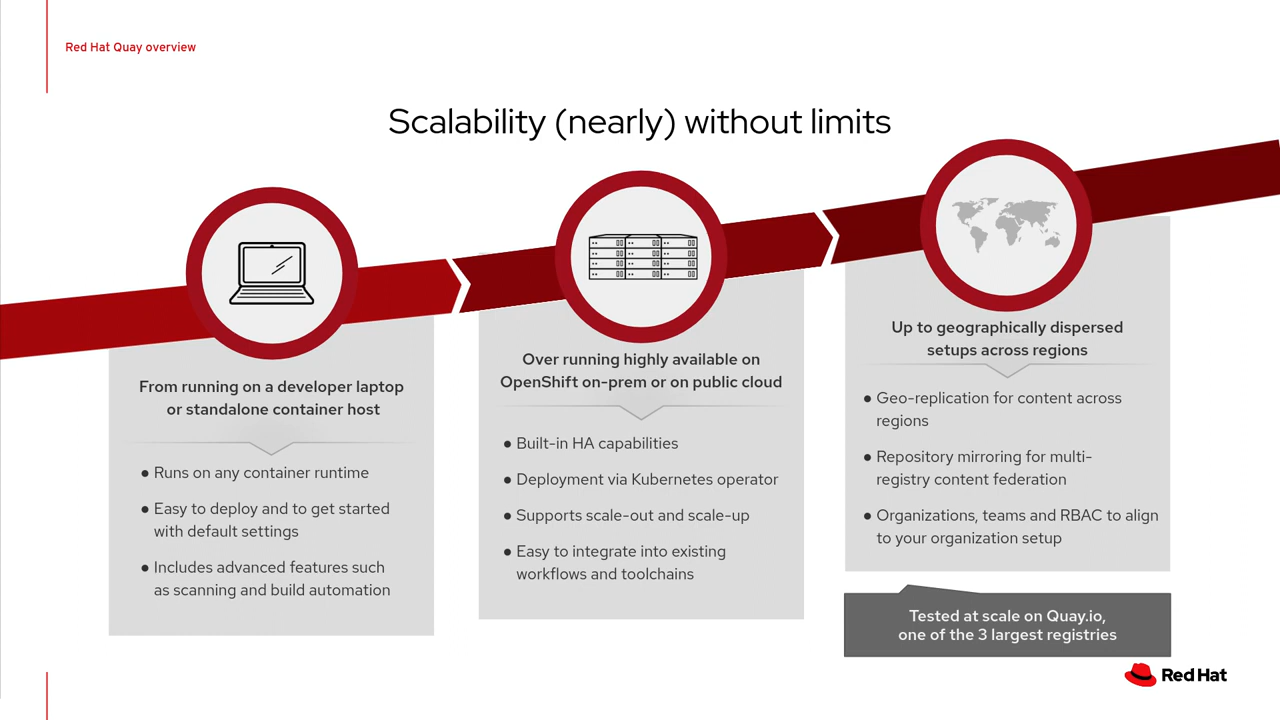 Red Hat Quay overview
Scalability (nearly) without limits
From running on a developer laptop
or standalone container host
● Runs on any container runtime
● Easy to deploy and to get started
with default settings
● Includes advanced features such
as scanning and build automation
Over running highly available on
OpenShift on-prem or on public cloud
● Built-in HA capabilities
● Deployment via Kubernetes operator
● Supports scale-out and scale-up
● Easy to integrate into existing
workflows and toolchains
Up to geographically dispersed
setups across regions
● Geo-replication for content across
regions
● Repository mirroring for multi-
registry content federation
● Organizations, teams and RBAC to align
to your organization setup
Tested at scale on Quay.io,
one of the 3 largest registries
Red Hat